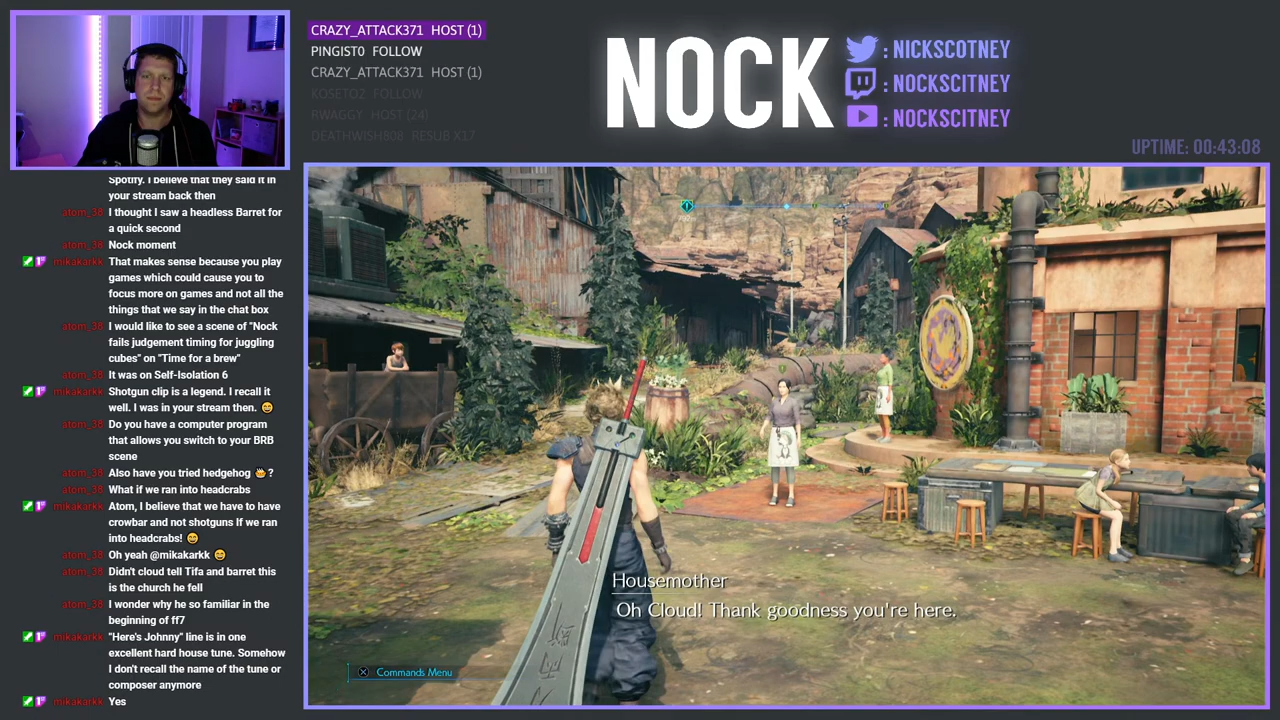 CRAZY_ATTACK371 HOST (1)
PINGIST0 FOLLOW
CRAZY_ATTACK371 HOST (1)
KOSETOZ FOLLOW
RWAGGY HOST (24)
DEATHWISH808 RESUB X17
NOCK
: NICKSCOTNEY
: NOCKSCITNEY
: NOCKSCITNEY
UPTIME: 00:43:08
Spotify. I believe that they said it in
your stream back then
atom_38 I thought I saw a headless Barret for
a quick second
atom_38 Nock moment
mikakarkk That makes sense because you play
games which could cause you to
focus more on games and not all the
things that we say in the chat box
atom_38 I would like to see a scene of "Nock
fails judgement timing for juggling
cubes" on "Time for a brew"
atom_38 It was on Self-Isolation 6
mikakarkk Shotgun clip is a legend. I recall it
well. I was in your stream then.
atom_38 Do you have a computer program
that allows you switch to your BRB
scene
atom_38 Also have you tried hedgehog ?
atom_38 What if we ran into headcrabs
mikakarkk Atom, I believe that we have to have
crowbar and not shotguns If we ran
into headcrabs!
atom_38 Oh yeah @mikakarkk
atom_38 Didn't cloud tell Tifa and barret this
is the church he fell
atom_38 I wonder why he so familiar in the
beginning of ff7
mikakarkk "Here's Johnny" line is in one
excellent hard house tune. Somehow
I don't recall the name of the tune or
composer anymore
mikakarkk Yes
Housemother
Oh Cloud! Thank goodness you're here.
Commands Menu